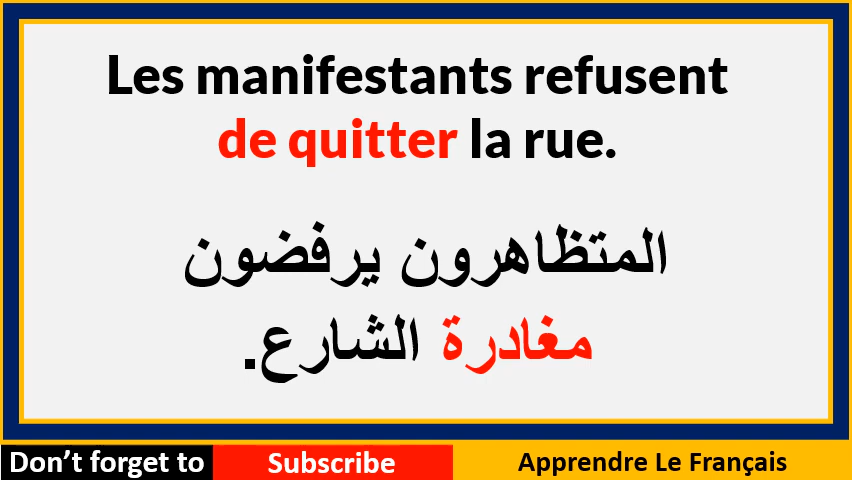 Les manifestants refusent
de quitter la rue.
المتظاهرون يرفضون
مغادرة الشارع.
Don’t forget to
Subscribe
Apprendre Le Français